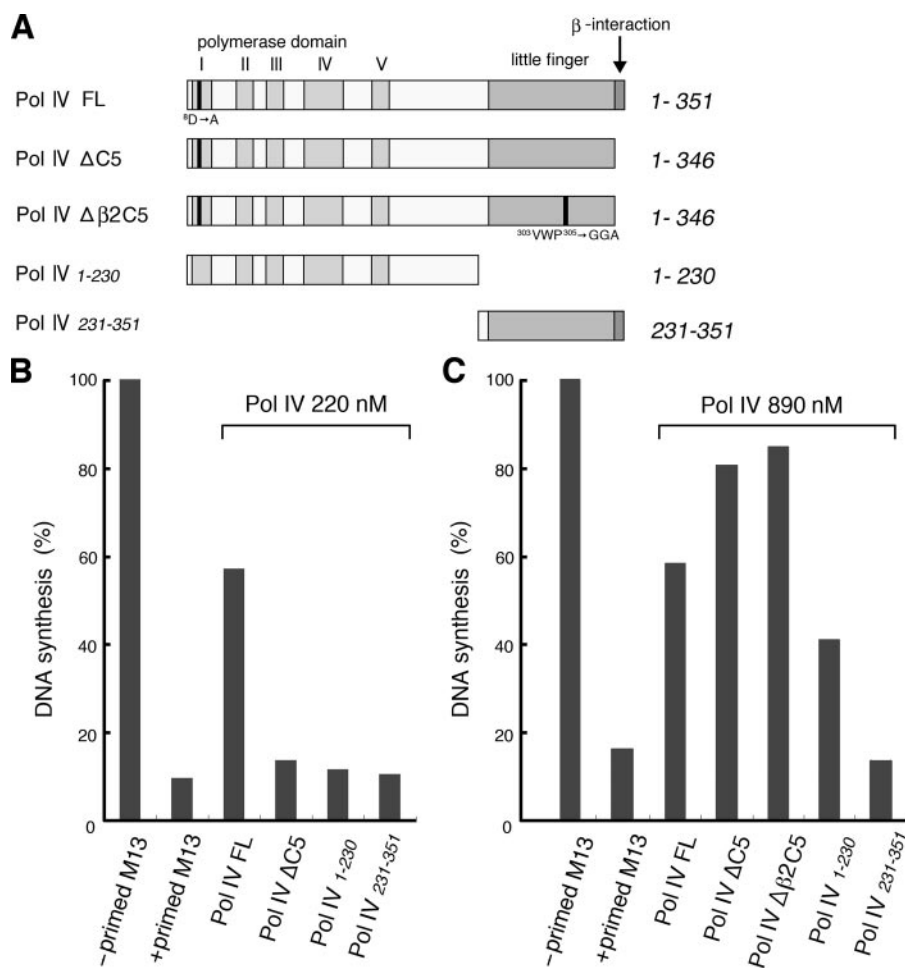 A
β-interaction
polymerase domain
I II III IV V little finger
Pol IV FL 1- 351
⁸D→A
Pol IV ΔC5 1- 346
Pol IV Δβ2C5 1- 346
³⁰³VWP³⁰⁵→GGA
Pol IV 1-230 1- 230
Pol IV 231-351 231-351
B
Pol IV 220 nM
DNA synthesis (%)
100
80
60
40
20
0
−primed M13
+primed M13
Pol IV FL
Pol IV ΔC5
Pol IV 1-230
Pol IV 231-351
C
Pol IV 890 nM
DNA synthesis (%)
100
80
60
40
20
0
−primed M13
+primed M13
Pol IV FL
Pol IV ΔC5
Pol IV Δβ2C5
Pol IV 1-230
Pol IV 231-351